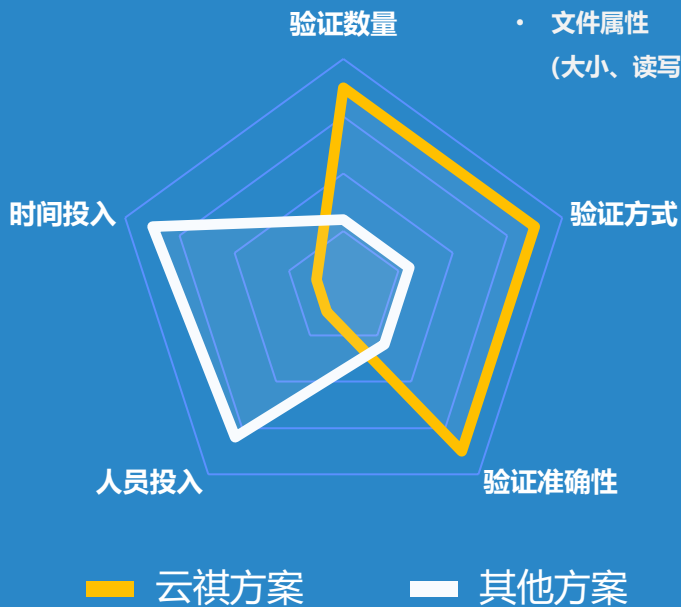 验证数量
• 文件属性
(大小、读写
时间投入
验证方式
人员投入
验证准确性
云祺方案
其他方案